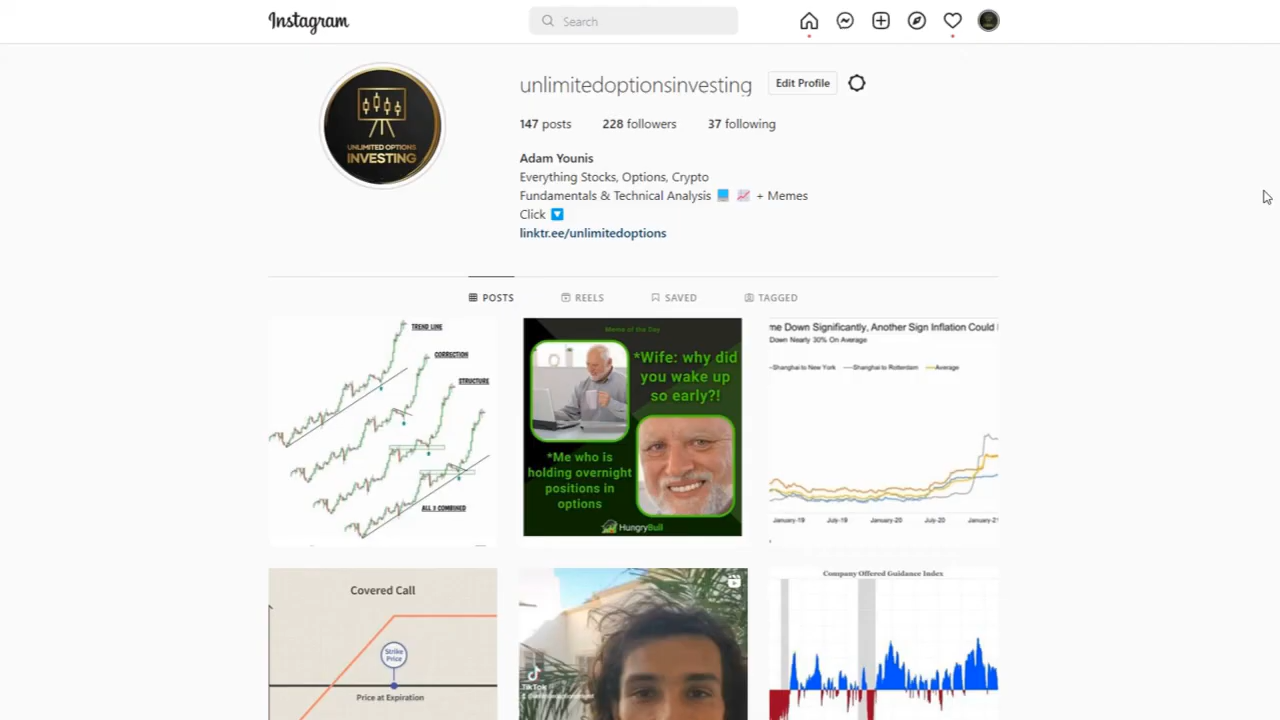 Instagram
Search
unlimitedoptionsinvesting
Edit Profile
147 posts 228 followers 37 following
UNLIMITED OPTIONS
INVESTING
Adam Younis
Everything Stocks, Options, Crypto
Fundamentals & Technical Analysis 📘 📈 + Memes
Click 🔽
linktr.ee/unlimitedoptions
POSTS
REELS
SAVED
TAGGED
TREND LINE
CORRECTION
STRUCTURE
ALL 3 COMBINED
Meme of the Day
*Wife: why did
you wake up
so early?!
*Me who is
holding overnight
positions in
options
HungryBull
me Down Significantly, Another Sign Inflation Could
Down Nearly 30% On Average
Shanghai to New York
Shanghai to Rotterdam
Average
January-19
July-19
January-20
July-20
January-21
Covered Call
Strike
Price
Price at Expiration
TikTok
Company Offered Guidance Index